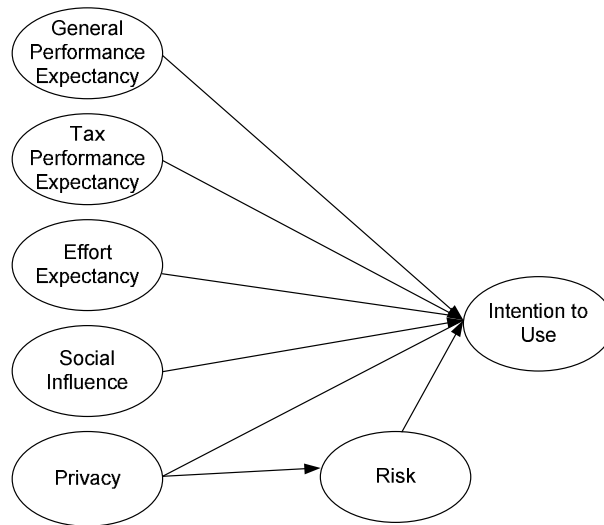 General
Performance
Expectancy
Tax
Performance
Expectancy
Effort
Expectancy
Intention to
Use
Social
Influence
Privacy
Risk